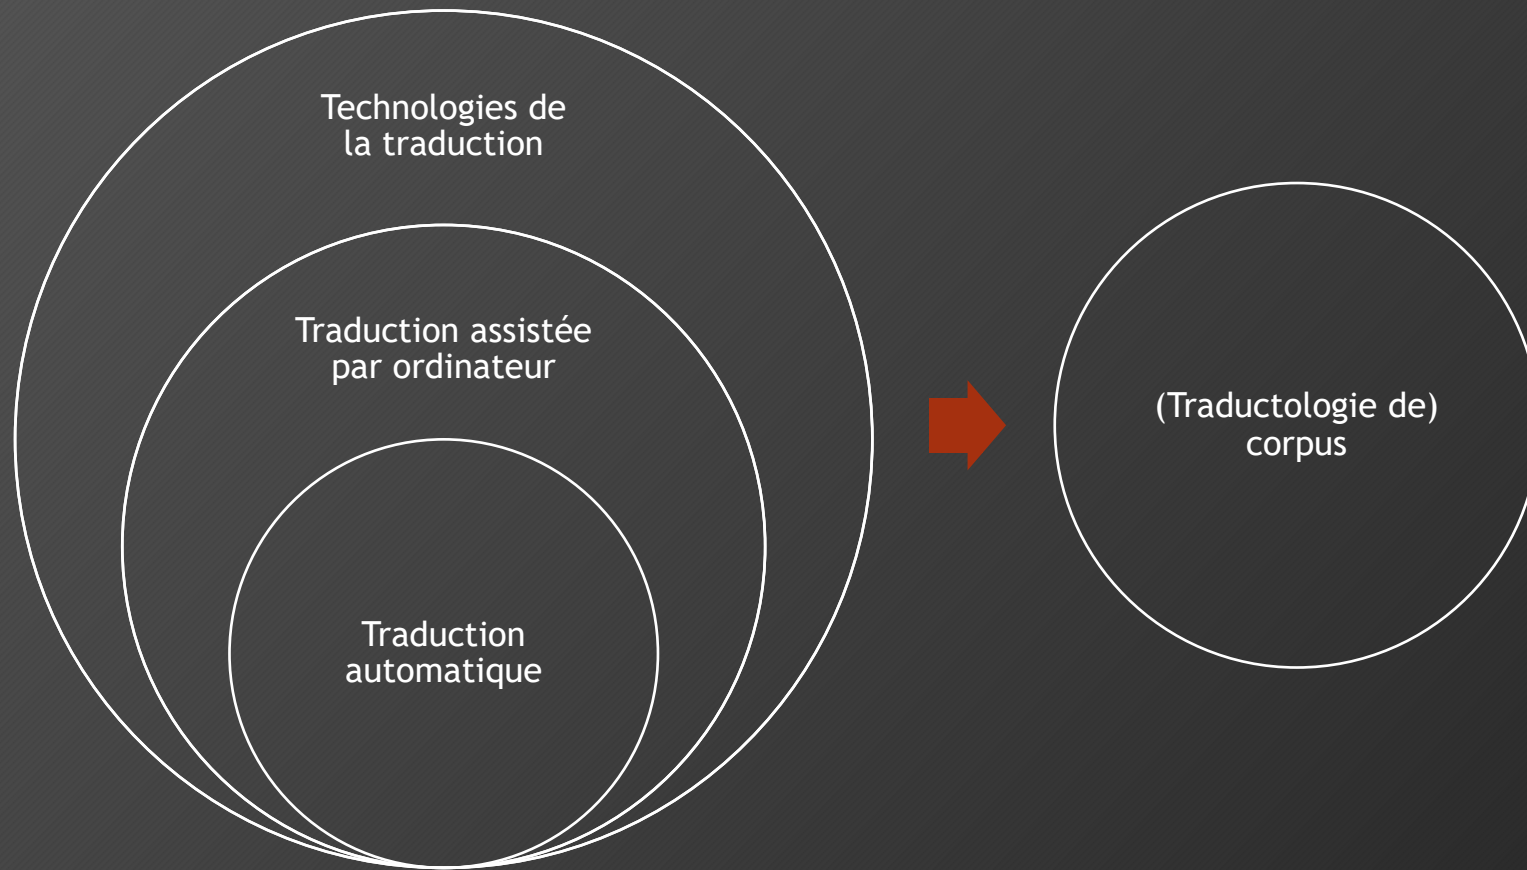 Technologies de
la traduction
Traduction assistée
par ordinateur
Traduction
automatique
(Traductologie de)
corpus